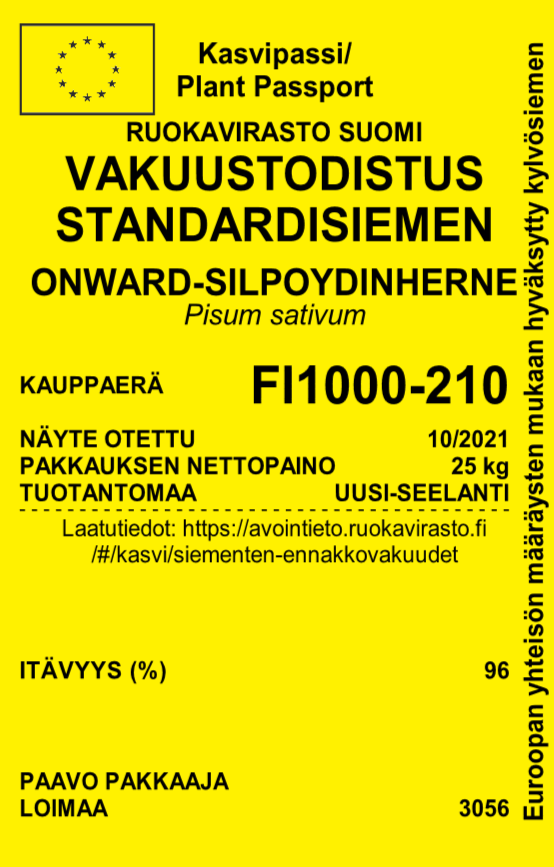 Kasvipassi/
Plant Passport
RUOKAVIRASTO SUOMI
VAKUUSTODISTUS
STANDARDISIEMEN
ONWARD-SILPOYDINHERNE
Pisum sativum
KAUPPAERÄ FI1000-210
NÄYTE OTETTU 10/2021
PAKKAUKSEN NETTOPAINO 25 kg
TUOTANTOMAA UUSI-SEELANTI
Laatutiedot: https://avointieto.ruokavirasto.fi
/#/kasvi/siementen-ennakkovakuudet
ITÄVYYS (%) 96
PAAVO PAKKAAJA
LOIMAA 3056
Euroopan yhteisön määräysten mukaan hyväksytty kylvösiemen